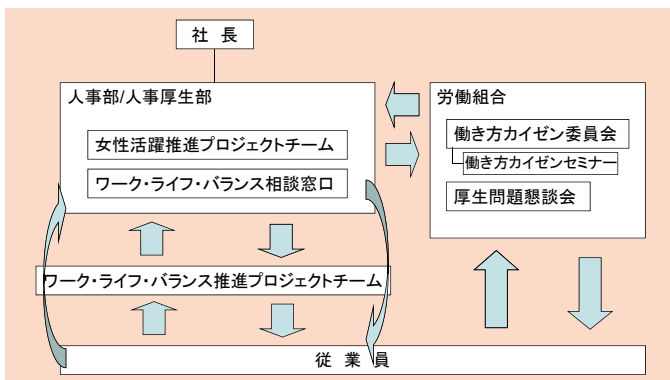 社 長
人事部/人事厚生部
女性活躍推進プロジェクトチーム
ワーク・ライフ・バランス相談窓口
労働組合
働き方カイゼン委員会
働き方カイゼンセミナー
厚生問題懇談会
ワーク・ライフ・バランス推進プロジェクトチーム
従 業 員